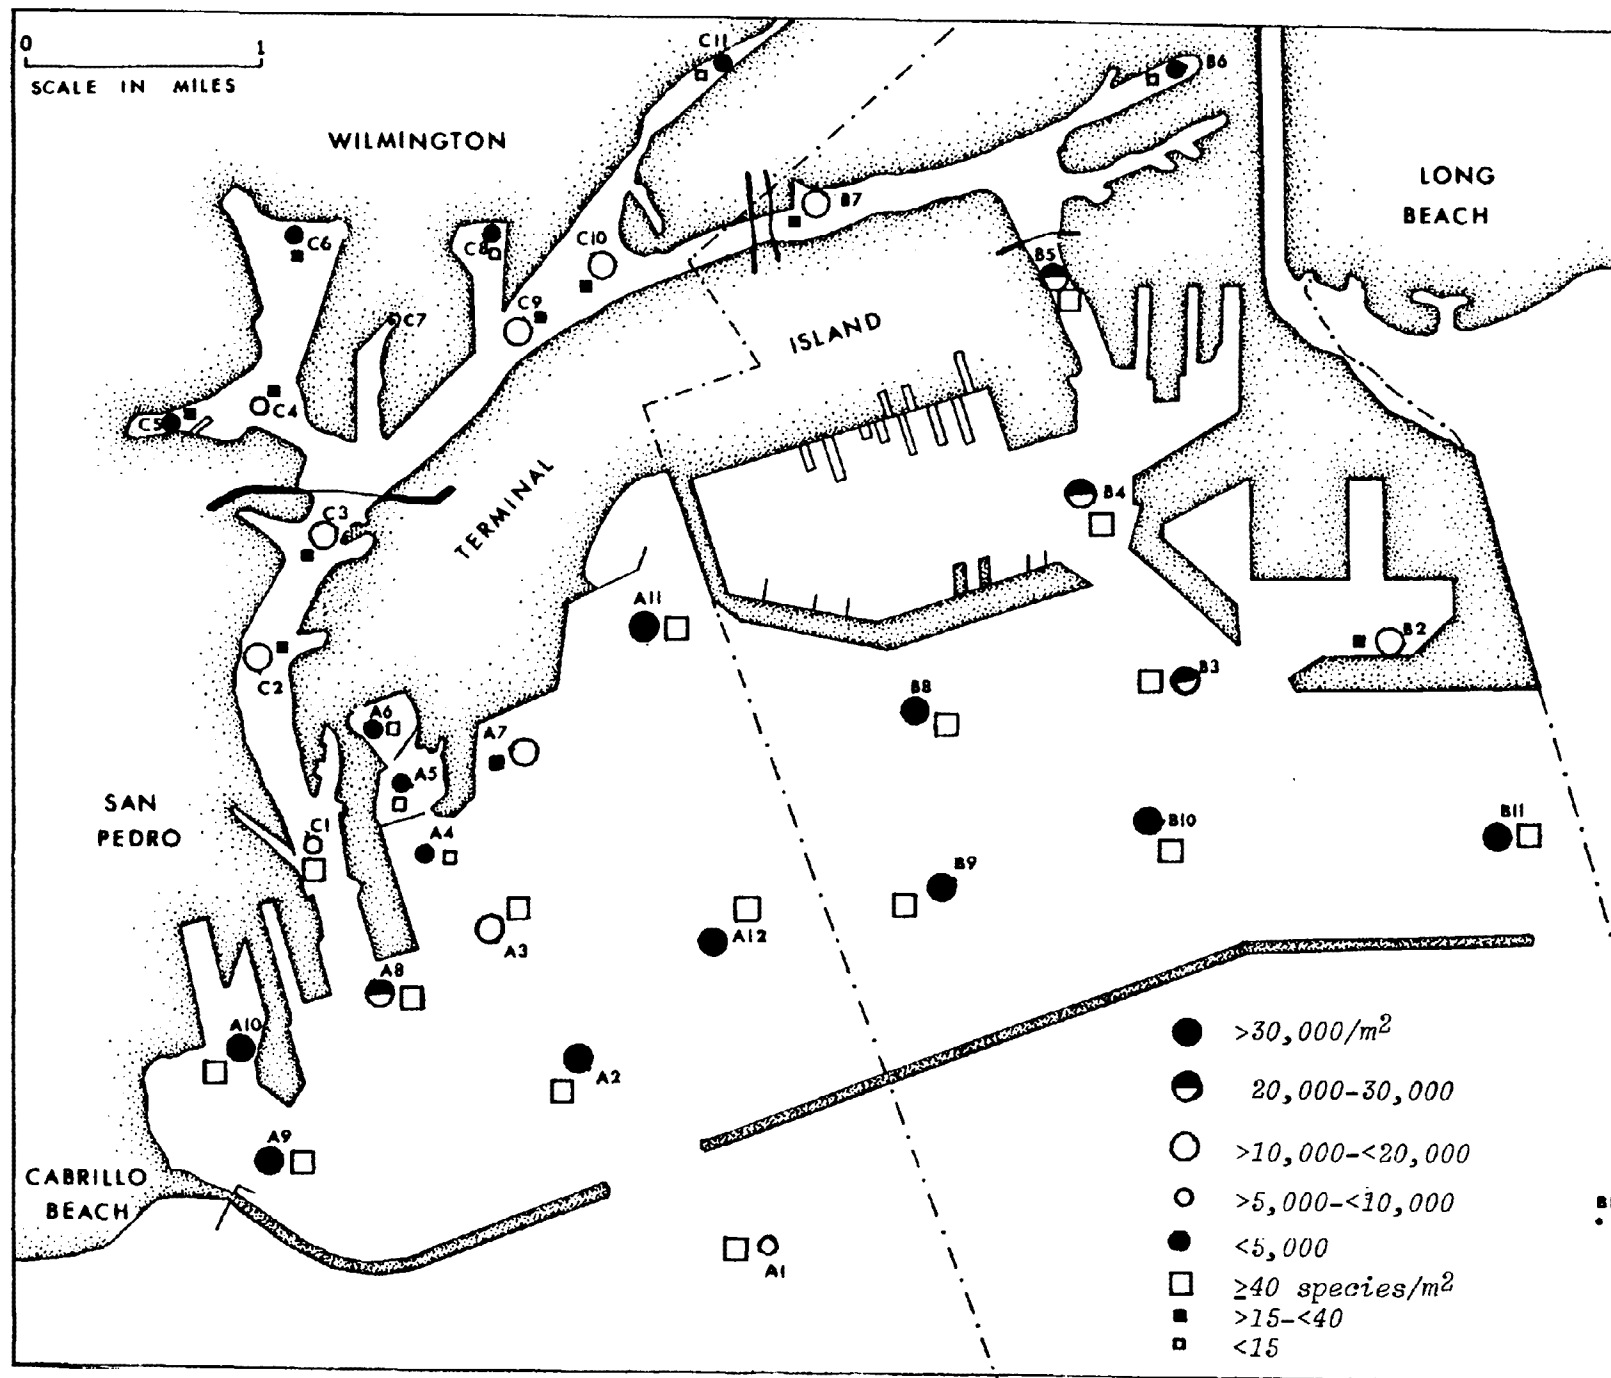 0 1
SCALE IN MILES
C11
B6
WILMINGTON
LONG
BEACH
B7
C6
C8
C10
B5
C9
C7
ISLAND
C4
C5
B4
C3
TERMINAL
A11
B2
C2
B3
B8
A6
A7
A5
SAN
PEDRO
C1
A4
B10
B11
B9
A3
A12
A8
A10
A2
>30,000/m2
20,000-30,000
A9
>10,000-<20,000
CABRILLO
BEACH
>5,000-<10,000
<5,000
A1
≥40 species/m2
>15-<40
<15